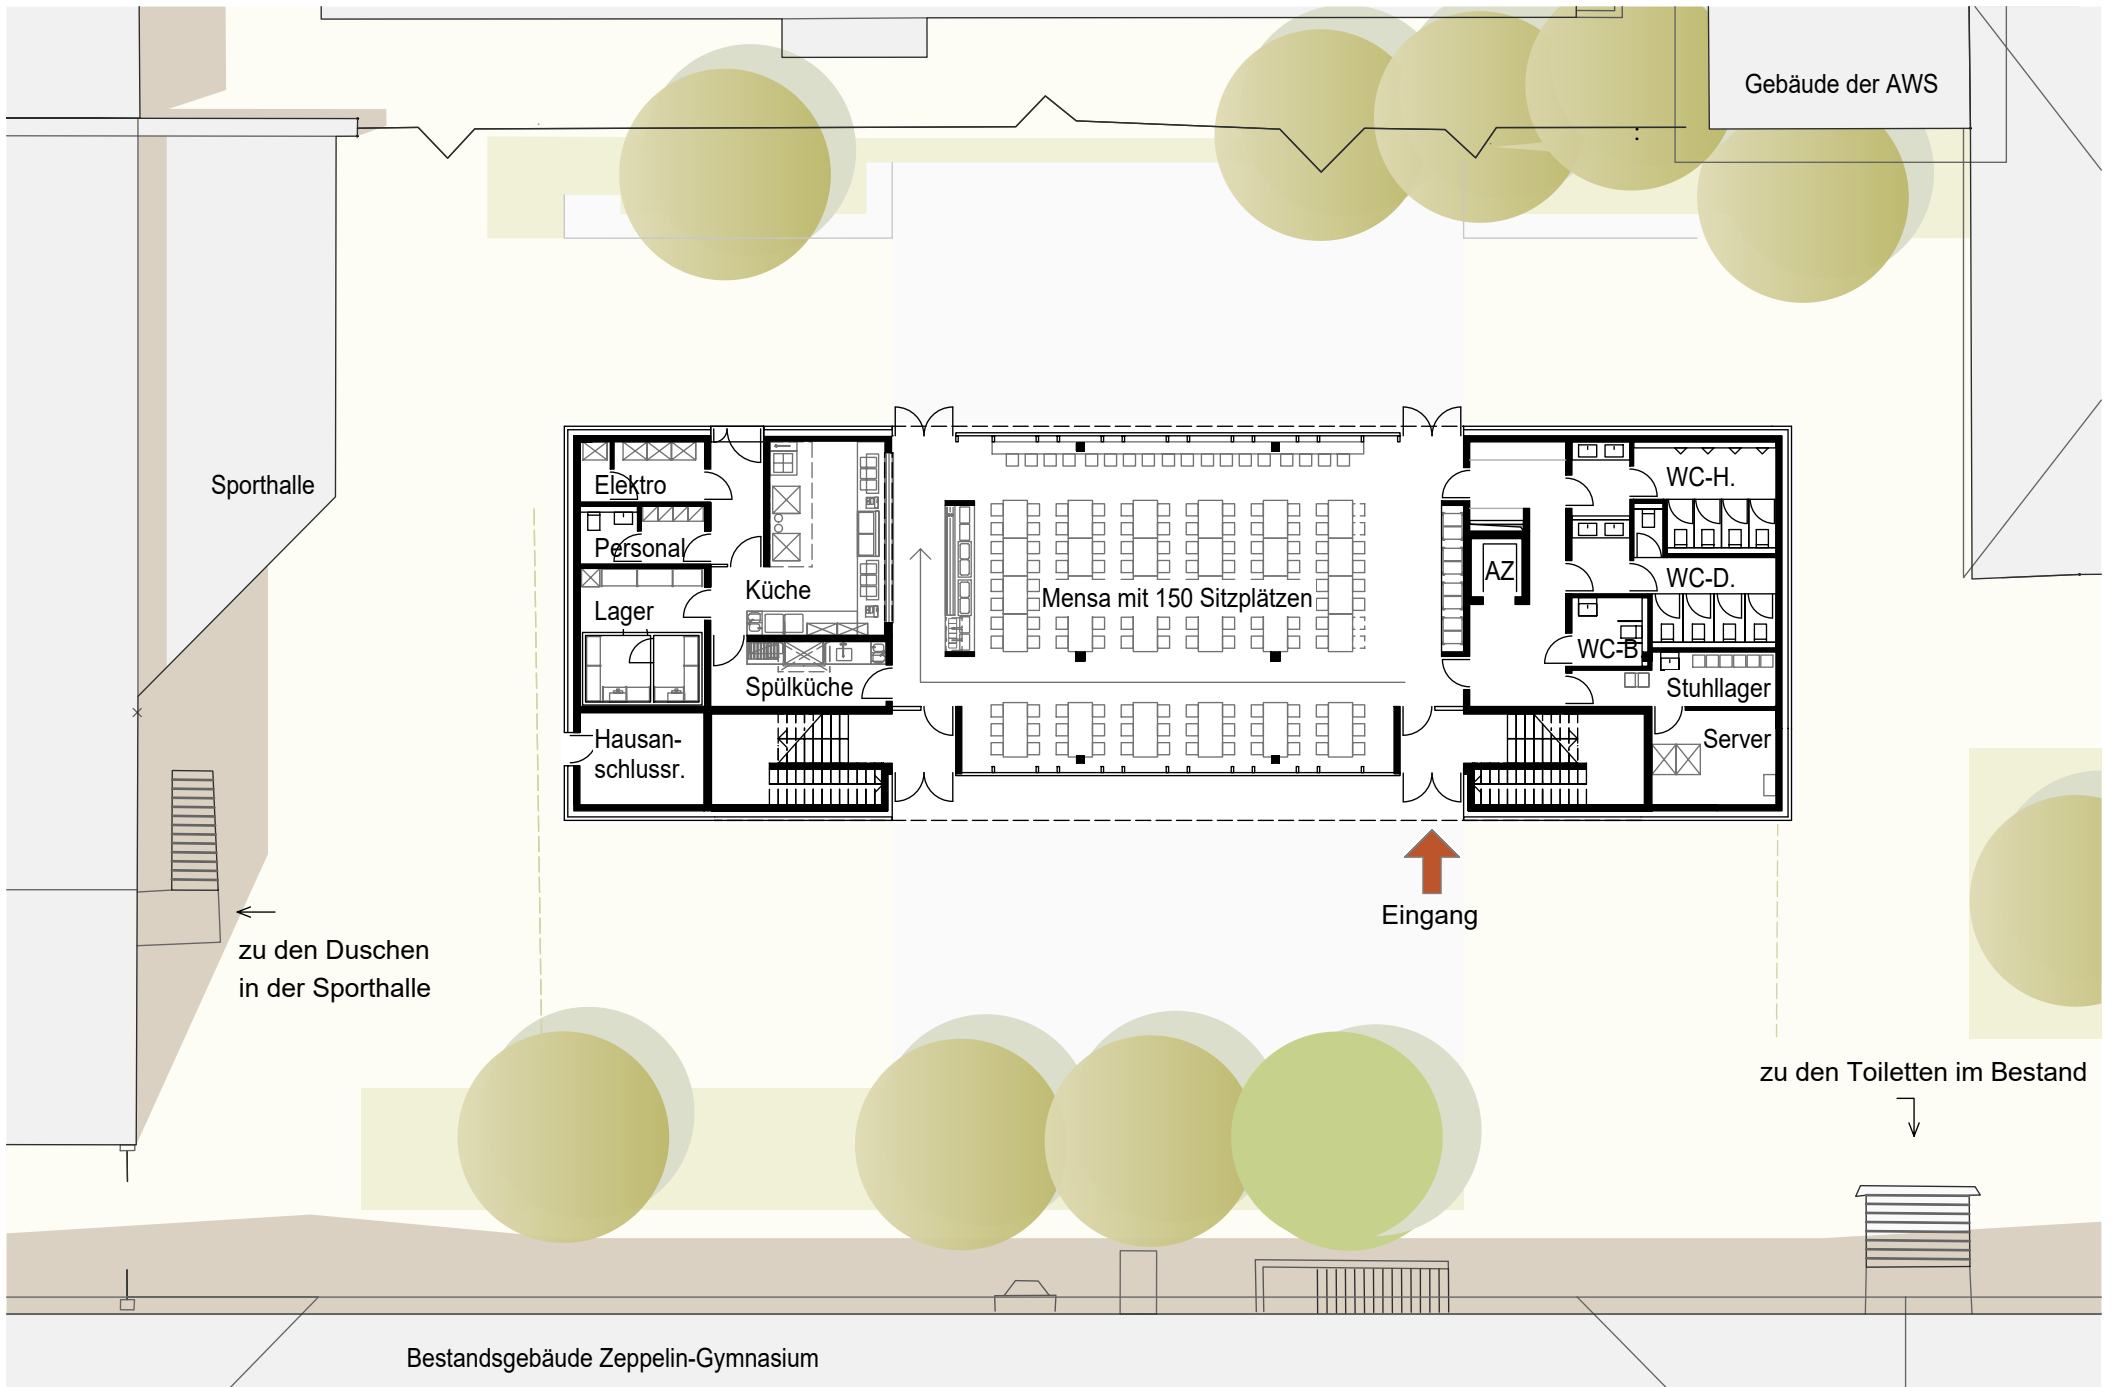 Gebäude der AWS
Sporthalle
Elektro
WC-H.
Personal
AZ
WC-D.
Küche
Mensa mit 150 Sitzplätzen
Lager
WC-B
Spülküche
Stuhllager
Hausan-
schlussr.
Server
Eingang
zu den Duschen
in der Sporthalle
zu den Toiletten im Bestand
Bestandsgebäude Zeppelin-Gymnasium